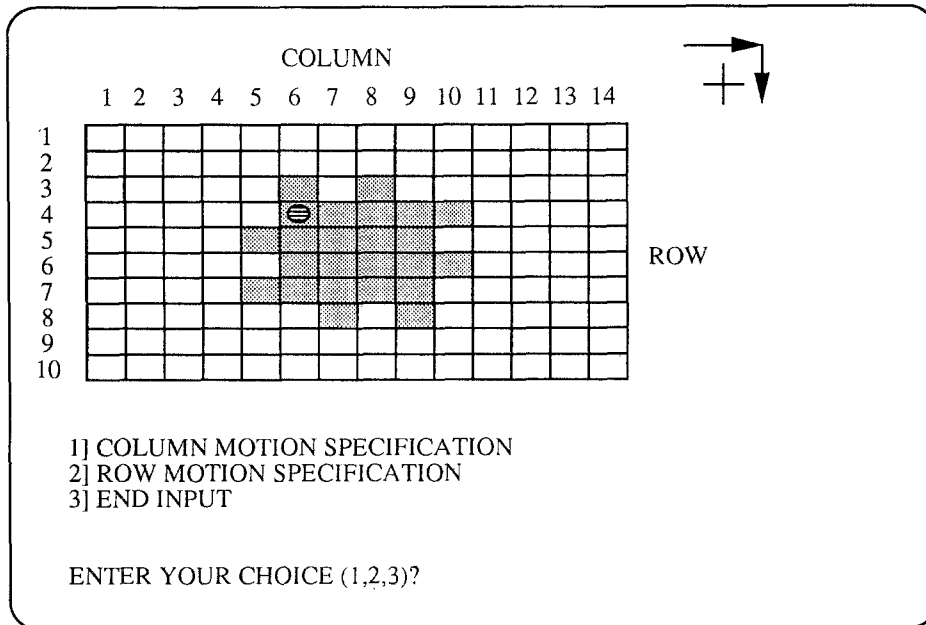 COLUMN
1 2 3 4 5 6 7 8 9 10 11 12 13 14
1
2
3
4
5
6
ROW
7
8
9
10
1] COLUMN MOTION SPECIFICATION
2] ROW MOTION SPECIFICATION
3] END INPUT
ENTER YOUR CHOICE (1,2,3)?